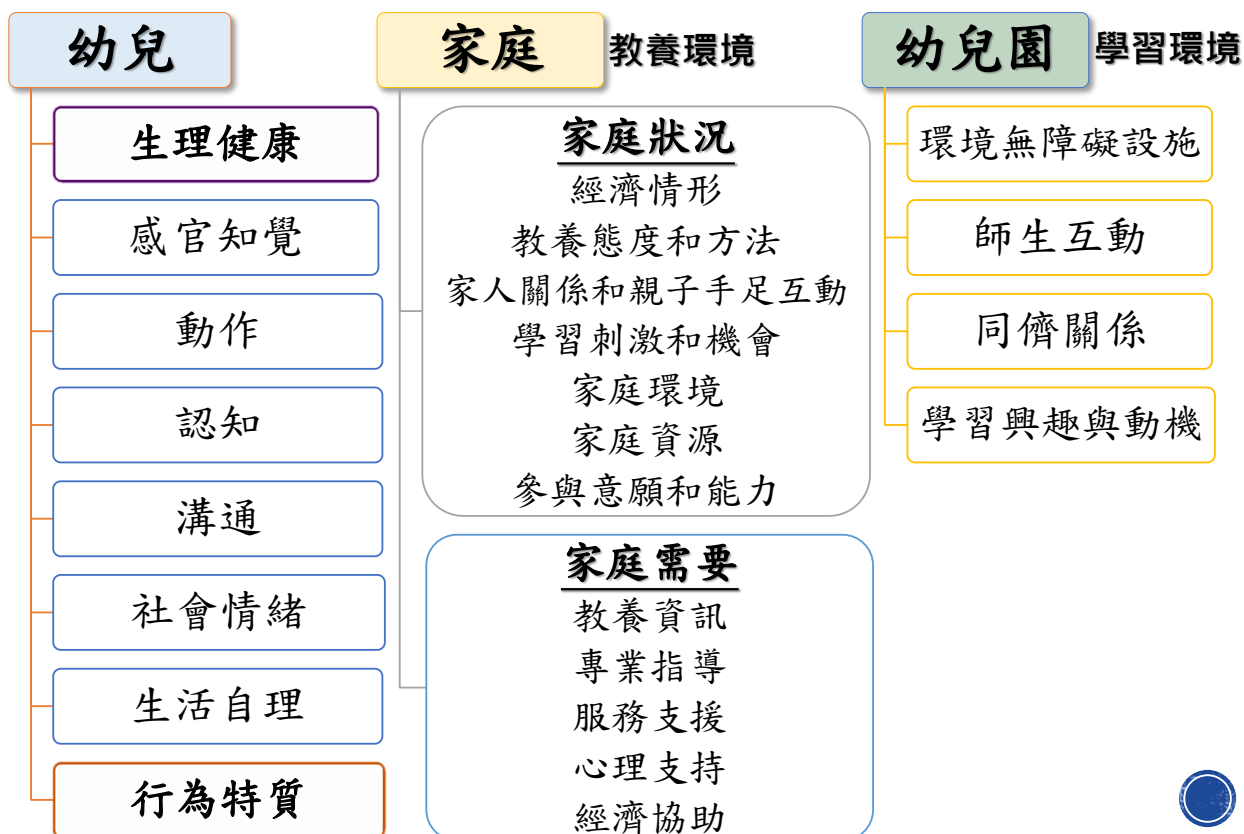 幼兒
生理健康
感官知覺
動作
認知
溝通
社會情緒
生活自理
行為特質
家庭 教養環境
家庭狀況
經濟情形
教養態度和方法
家人關係和親子手足互動
學習刺激和機會
家庭環境
家庭資源
參與意願和能力
家庭需要
教養資訊
專業指導
服務支援
心理支持
經濟協助
幼兒園 學習環境
環境無障礙設施
師生互動
同儕關係
學習興趣與動機